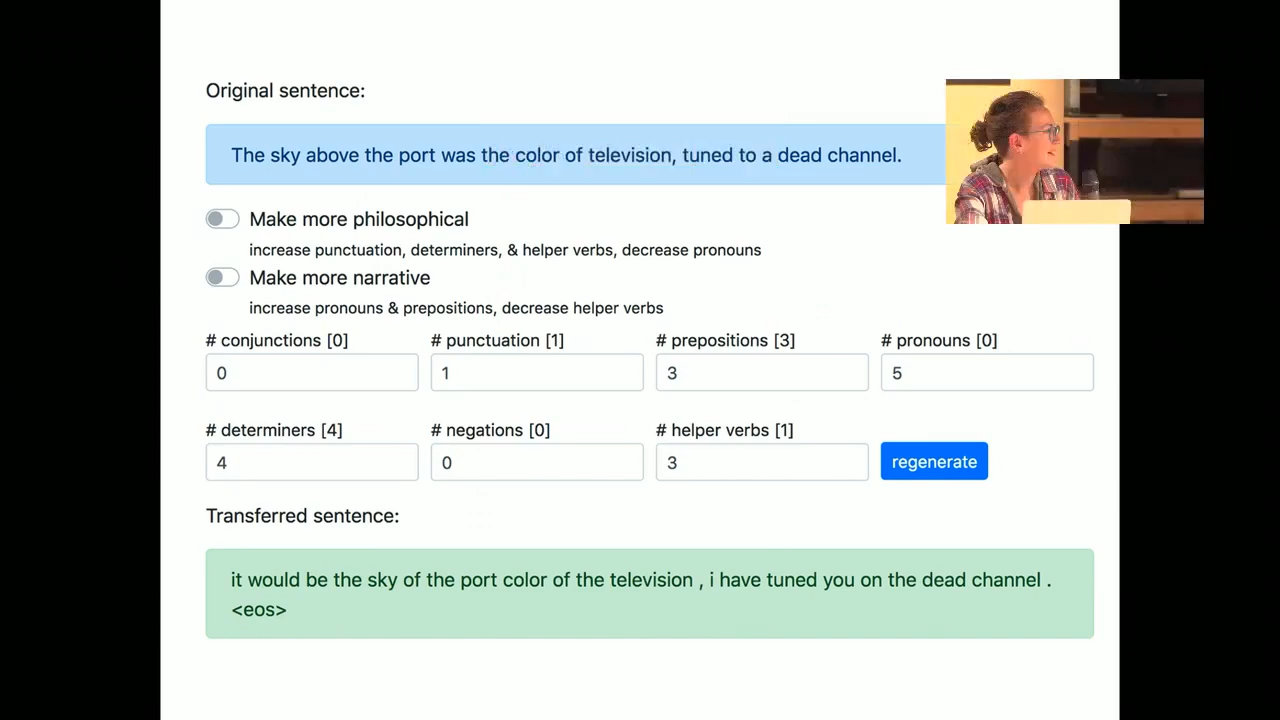 Original sentence:
The sky above the port was the color of television, tuned to a dead channel.
Make more philosophical
increase punctuation, determiners, & helper verbs, decrease pronouns
Make more narrative
increase pronouns & prepositions, decrease helper verbs
# conjunctions [0] # punctuation [1] # prepositions [3] # pronouns [0]
0 1 3 5
# determiners [4] # negations [0] # helper verbs [1]
4 0 3 regenerate
Transferred sentence:
it would be the sky of the port color of the television , i have tuned you on the dead channel .
<eos>